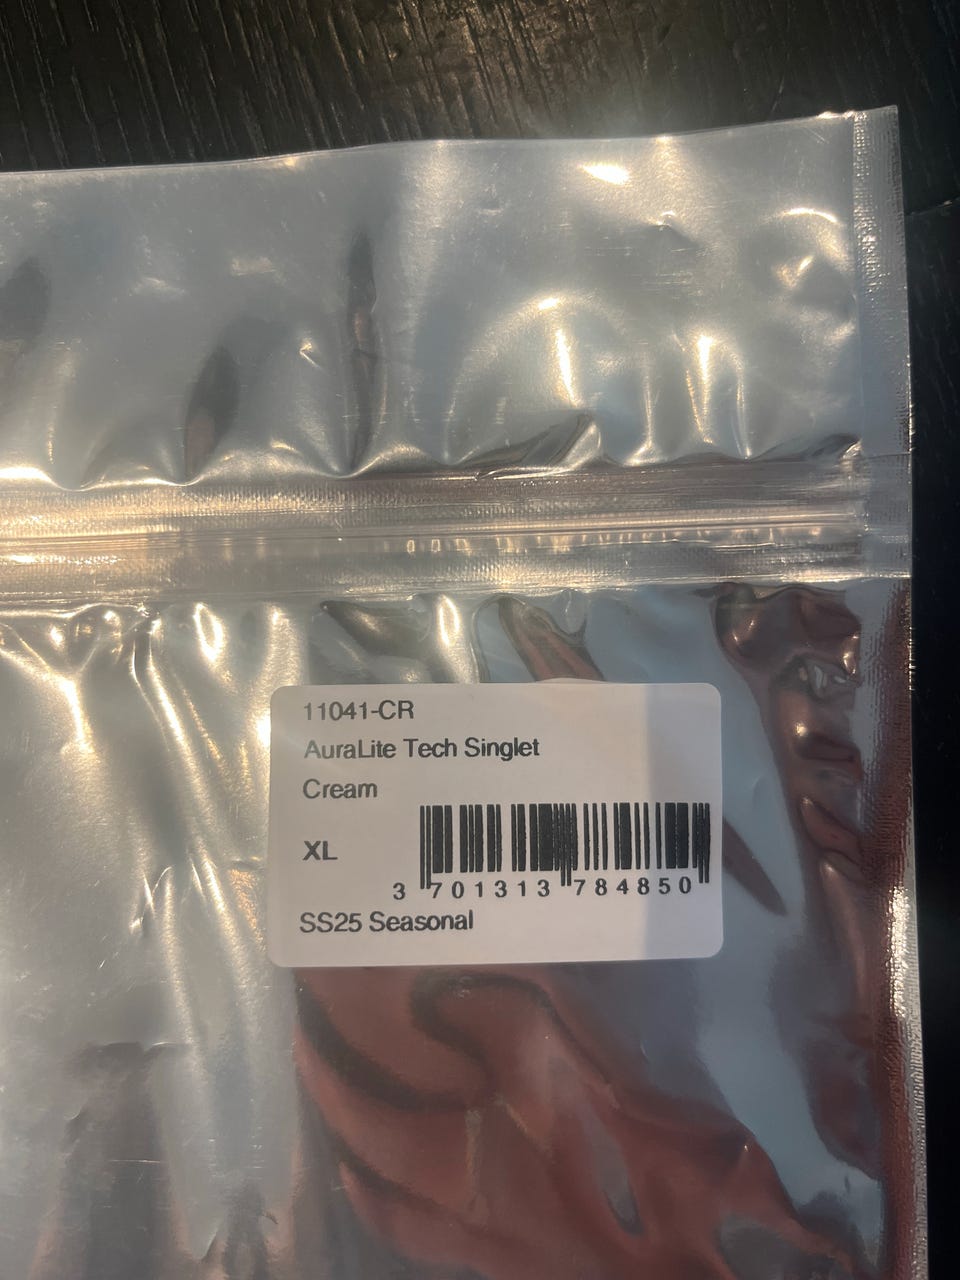 11041-CR
AuraLite Tech Singlet
Cream
XL
3 701313 784850
SS25 Seasonal